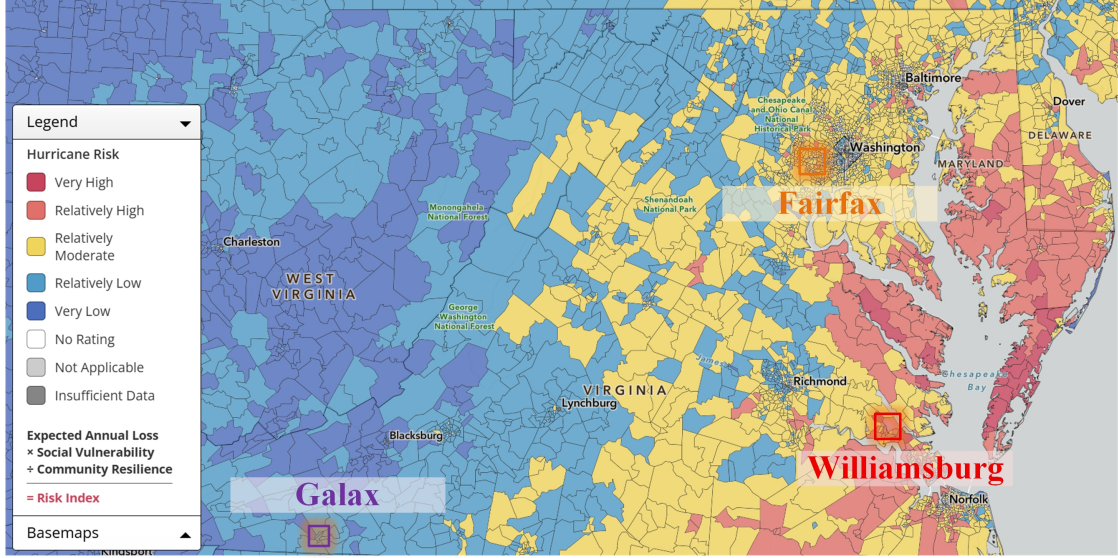 Legend
Hurricane Risk
Very High
Relatively High
Relatively
Moderate
Relatively Low
Very Low
No Rating
Not Applicable
Insufficient Data
Expected Annual Loss
× Social Vulnerability
÷ Community Resilience
= Risk Index
Basemaps
Kingsport
Baltimore
Dover
Chesapeake
and Ohio Canal
National
Historical Park
DELAWARE
Washington
MARYLAND
Fairfax
Shenandoah
National Park
Monongahela
National Forest
Charleston
WEST
VIRGINIA
George
Washington
National Forest
James
Richmond
Chesapeake
Bay
VIRGINIA
Lynchburg
Blacksburg
Williamsburg
Galax
Norfolk